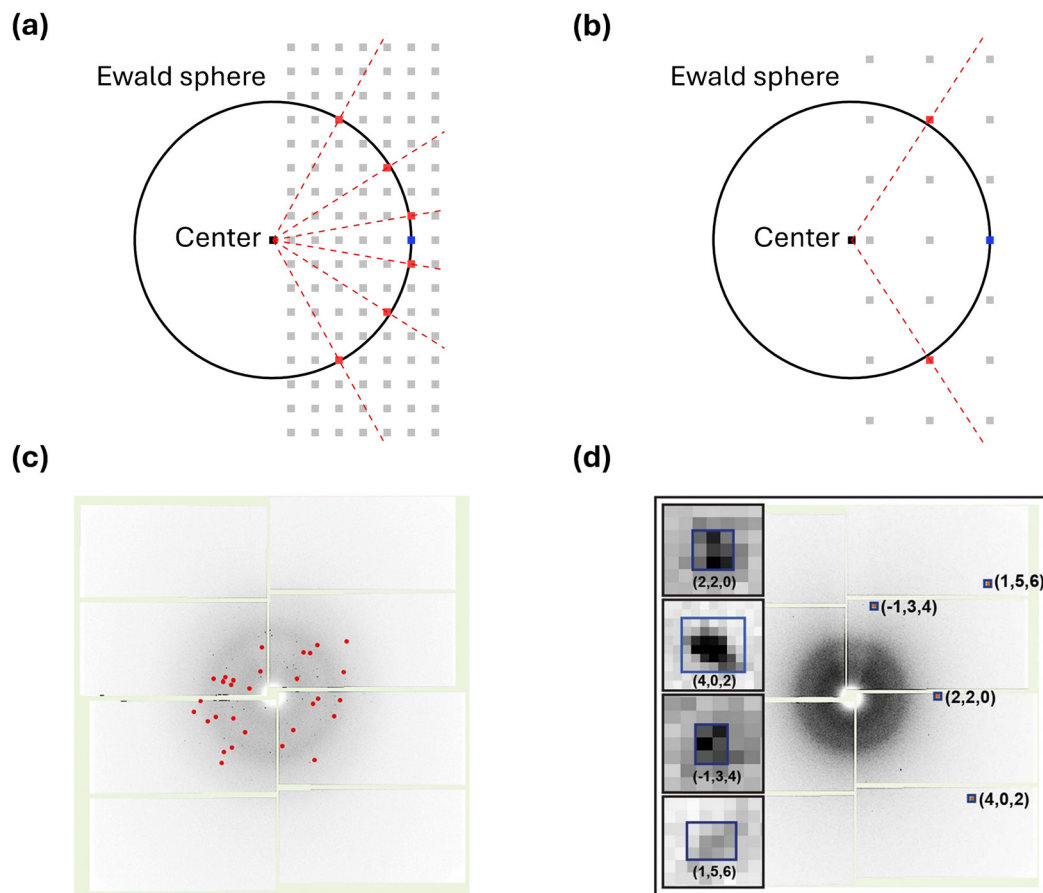 (a)
Ewald sphere
Center
(b)
Ewald sphere
Center
(c)
(d)
(2,2,0)
(4,0,2)
(-1,3,4)
(1,5,6)
(1,5,6)
(-1,3,4)
(2,2,0)
(4,0,2)